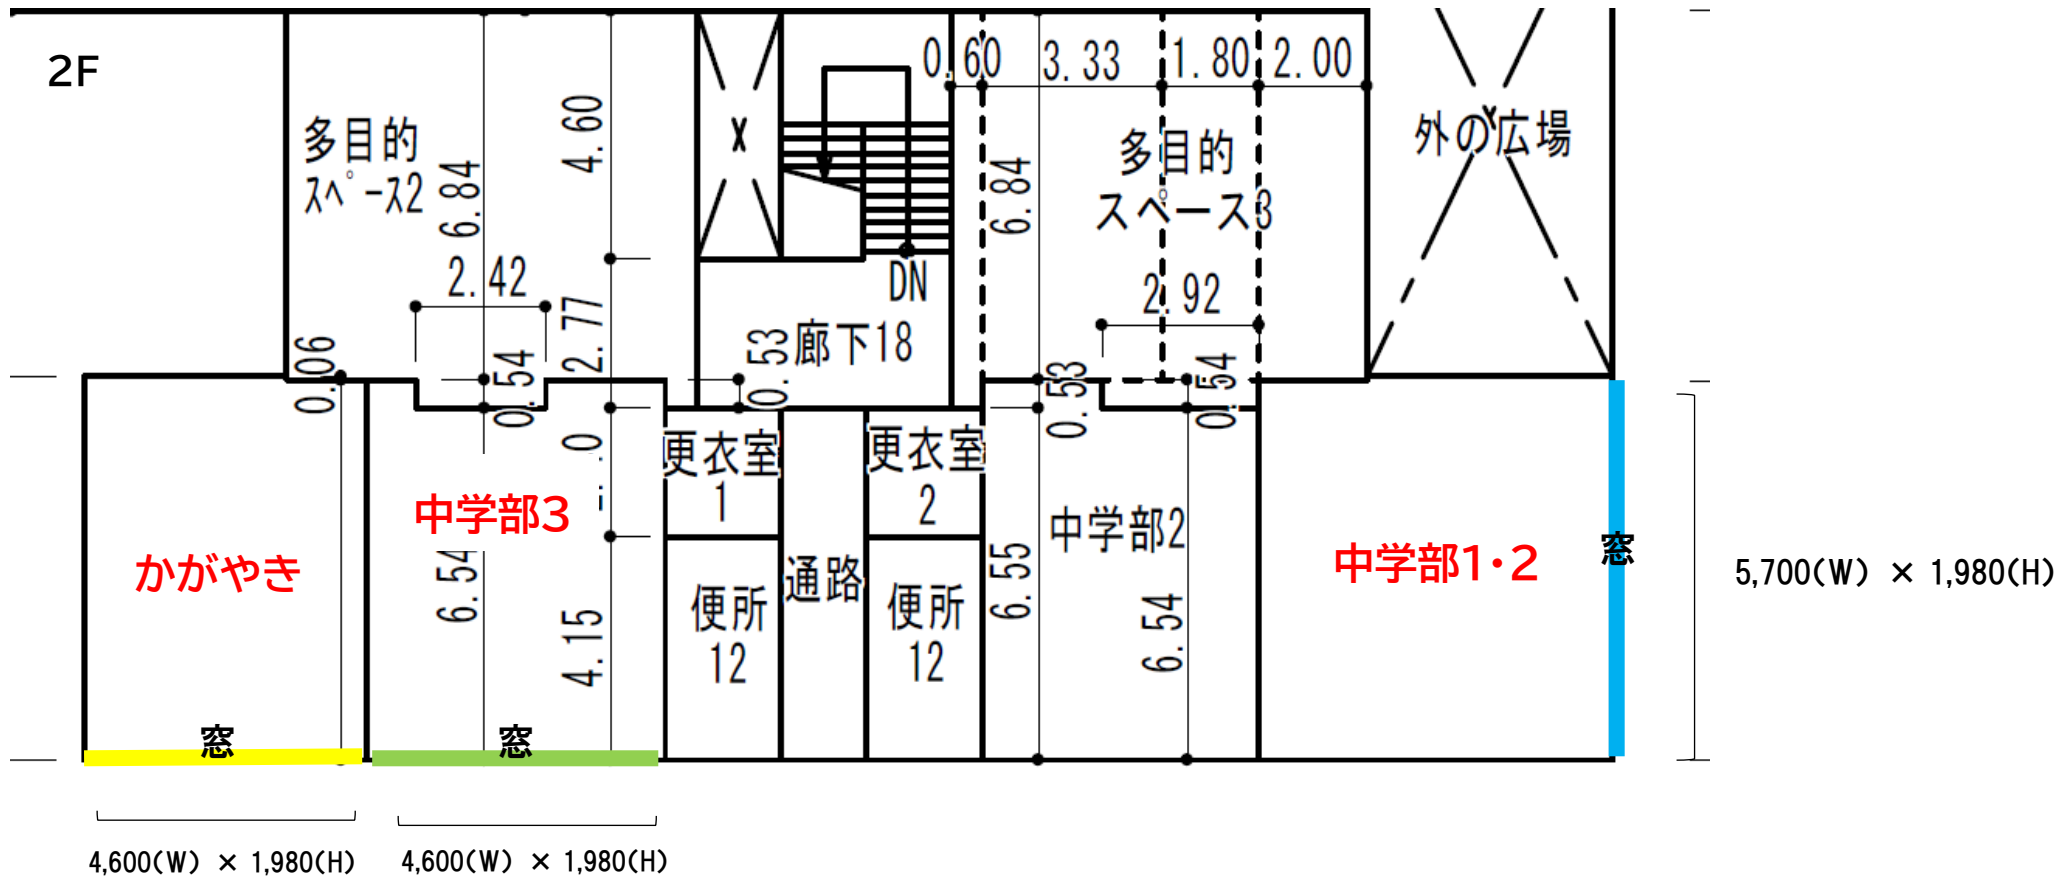 2F
0.60
3.33
1.80
2.00
多目的
ｽﾍﾟｰｽ2
6.84
4.60
X
6.84
多目的
スペース3
外の広場
DN
2.42
2.77
2.92
0.06
0.54
0.53
廊下18
0.53
0.54
更衣室
1
更衣室
2
中学部3
かがやき
6.54
4.15
便所
12
通路
便所
12
6.55
中学部2
6.54
中学部1・2
窓
5,700(W) × 1,980(H)
窓
窓
4,600(W) × 1,980(H)
4,600(W) × 1,980(H)